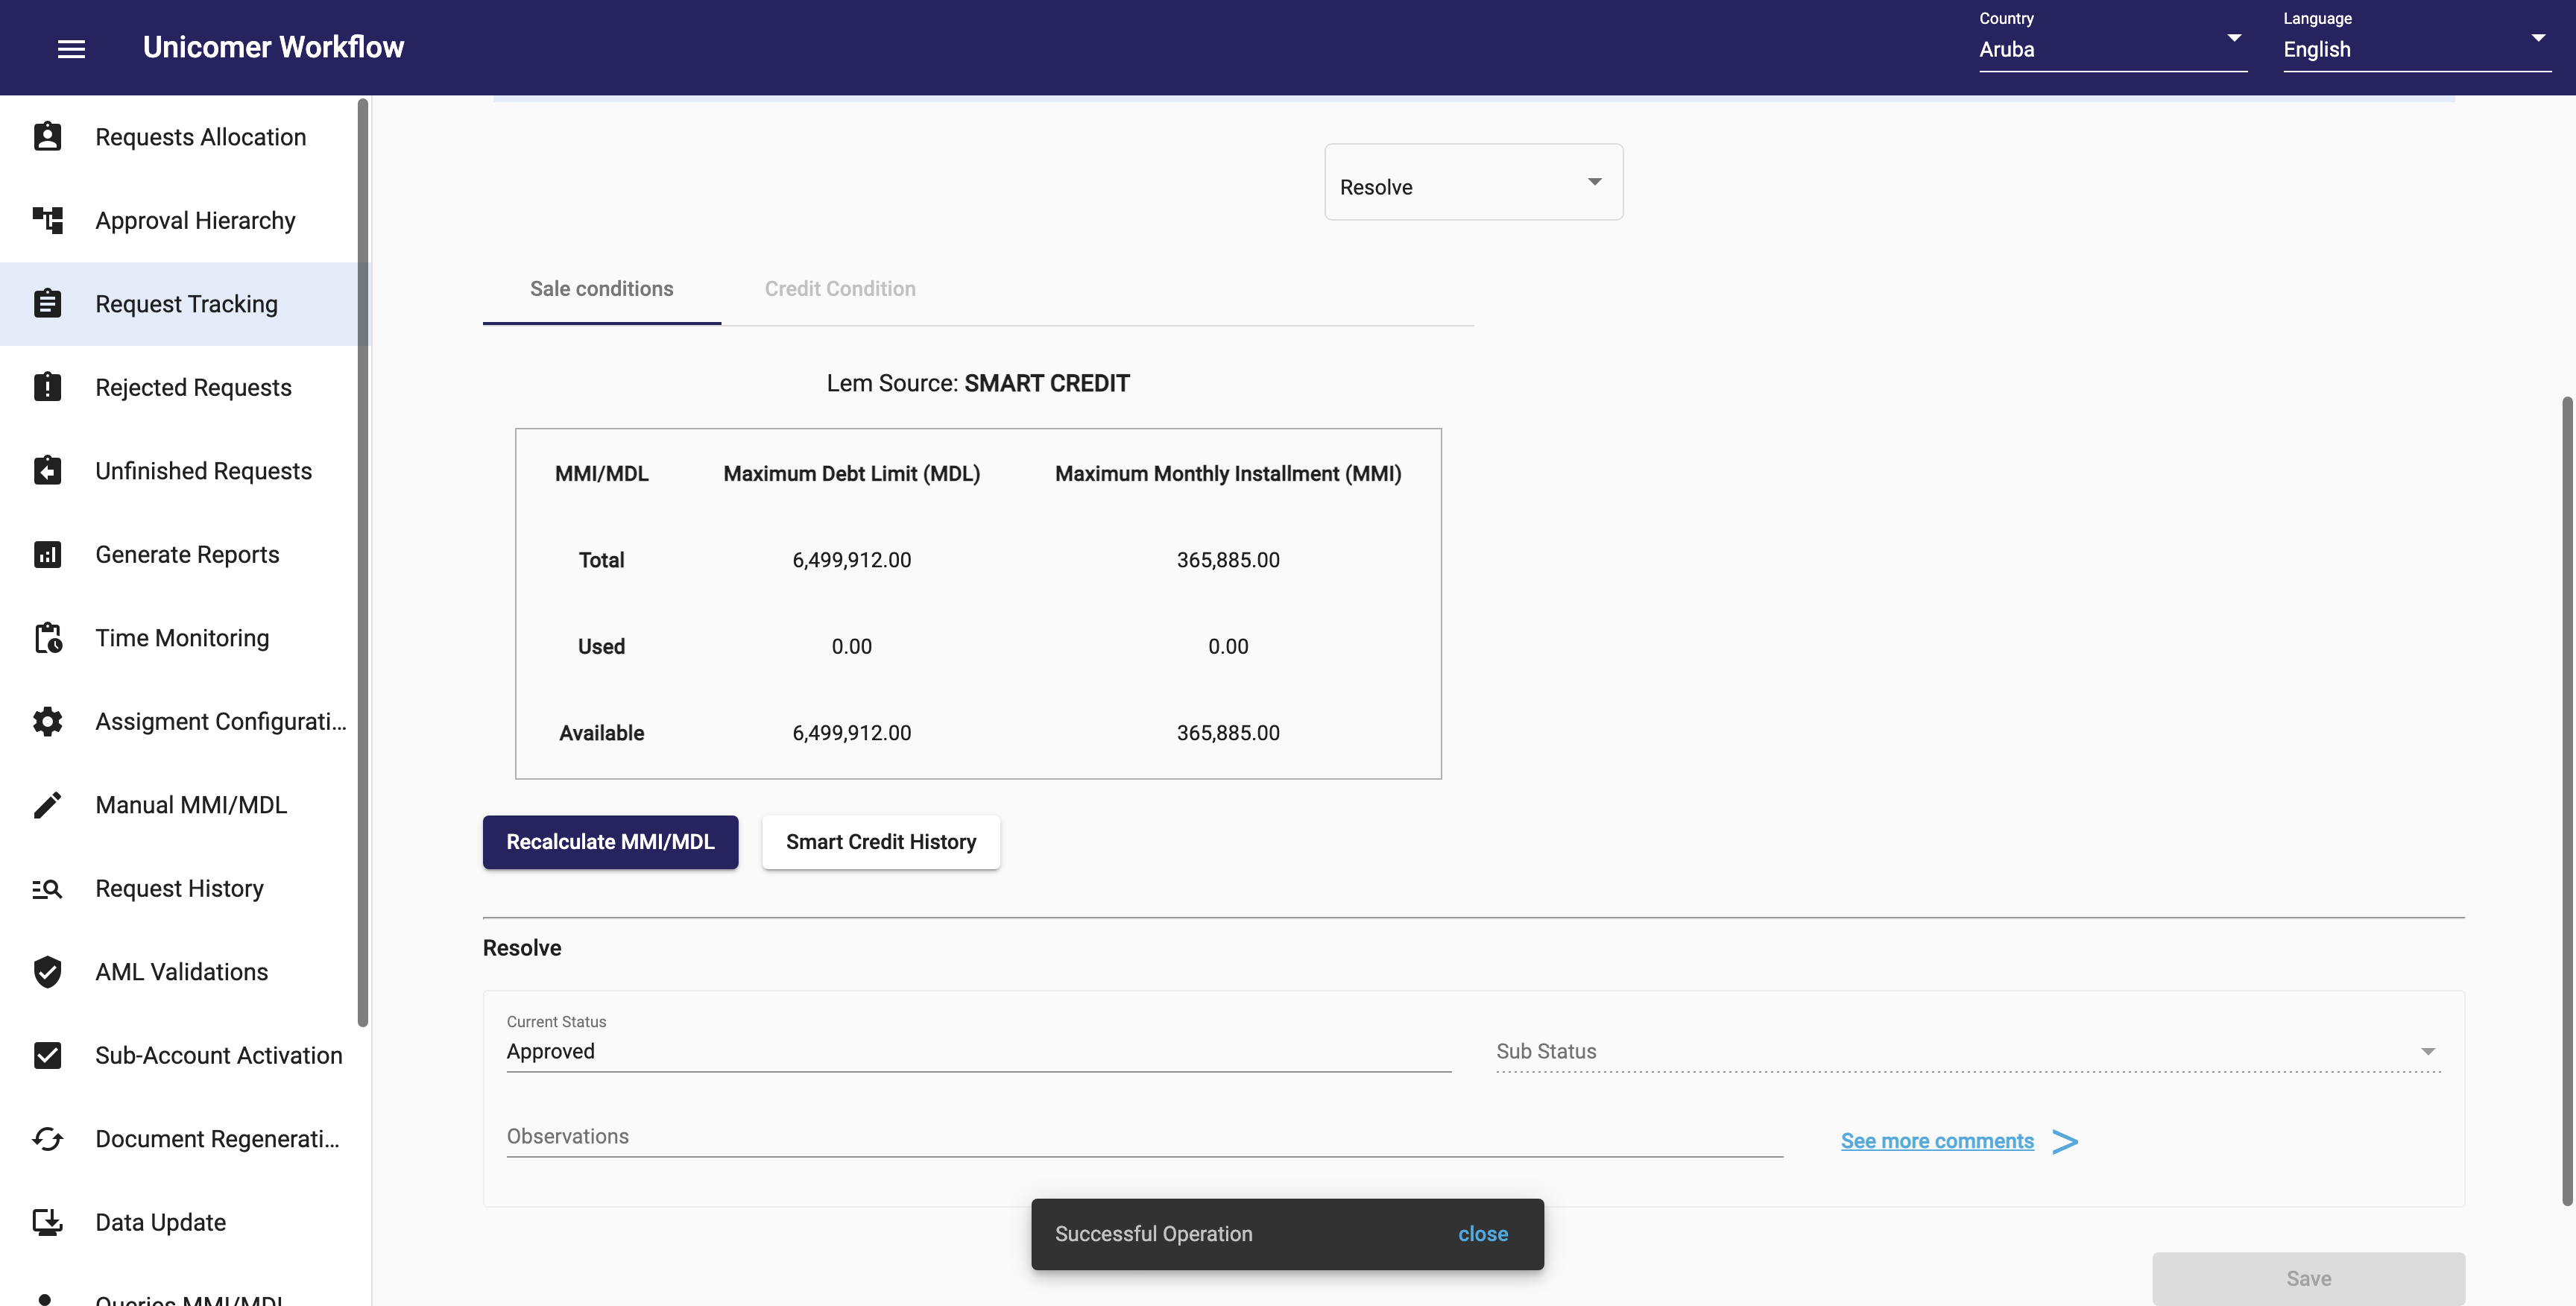 Unicomer Workflow
Country
Aruba
Language
English
Requests Allocation
Approval Hierarchy
Request Tracking
Rejected Requests
Unfinished Requests
Generate Reports
Time Monitoring
Assigment Configurati...
Manual MMI/MDL
Request History
AML Validations
Sub-Account Activation
Document Regenerati...
Data Update
Queries MMI/MDL
Resolve
Sale conditions
Credit Condition
Lem Source: SMART CREDIT
MMI/MDL Maximum Debt Limit (MDL) Maximum Monthly Installment (MMI)
Total 6,499,912.00 365,885.00
Used 0.00 0.00
Available 6,499,912.00 365,885.00
Recalculate MMI/MDL
Smart Credit History
Resolve
Current Status
Approved
Sub Status
Observations
See more comments
Successful Operation close
Save